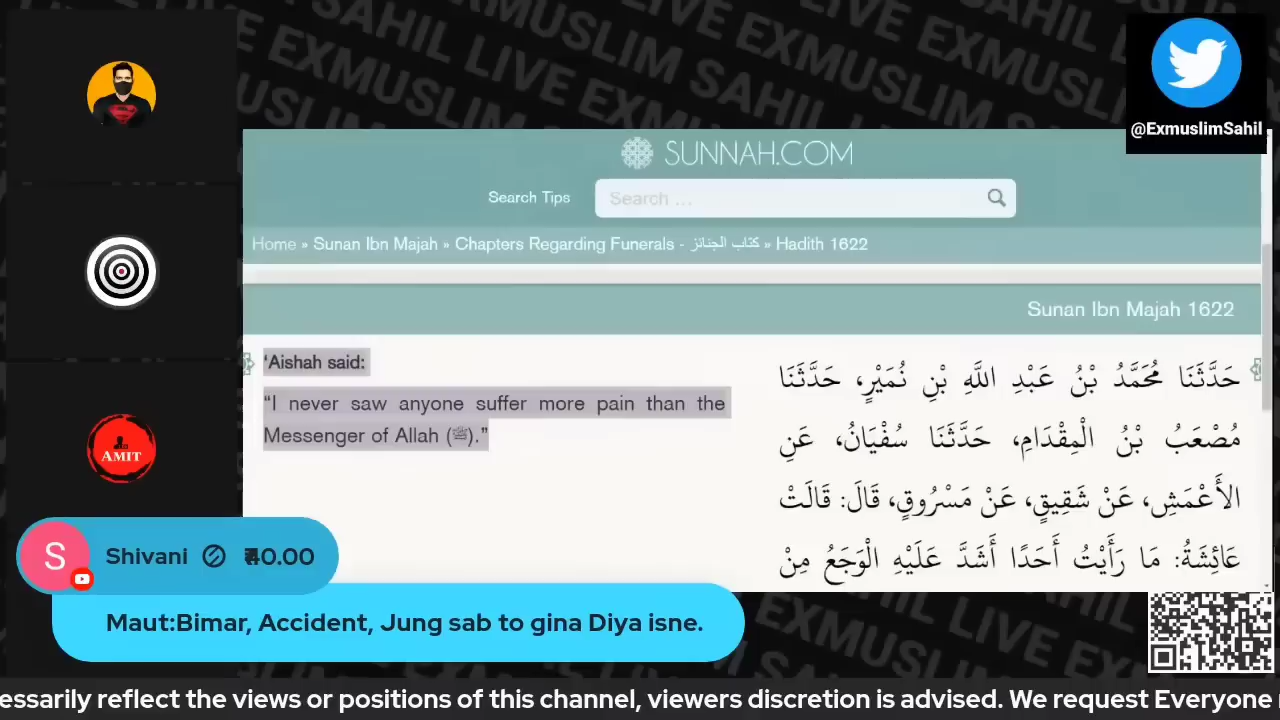 @ExmuslimSahil
SUNNAH.COM
Search Tips
Search ...
Home » Sunan Ibn Majah » Chapters Regarding Funerals - كتاب الجنائز » Hadith 1622
Sunan Ibn Majah 1622
'Aishah said:
“I never saw anyone suffer more pain than the
Messenger of Allah (ﷺ).”
حَدَّثَنَا مُحَمَّدُ بْنُ عَبْدِ اللَّهِ بْنِ نُمَيْرٍ، حَدَّثَنَا
مُصْعَبُ بْنُ الْمِقْدَامِ، حَدَّثَنَا سُفْيَانُ، عَنِ
الأَعْمَشِ، عَنْ شَقِيقٍ، عَنْ مَسْرُوقٍ، قَالَ: قَالَتْ
عَائِشَةُ: مَا رَأَيْتُ أَحَدًا أَشَدَّ عَلَيْهِ الْوَجَعُ مِنْ
AMIT
S
Shivani
Maut:Bimar, Accident, Jung sab to gina Diya isne.
essarily reflect the views or positions of this channel, viewers discretion is advised. We request Everyone